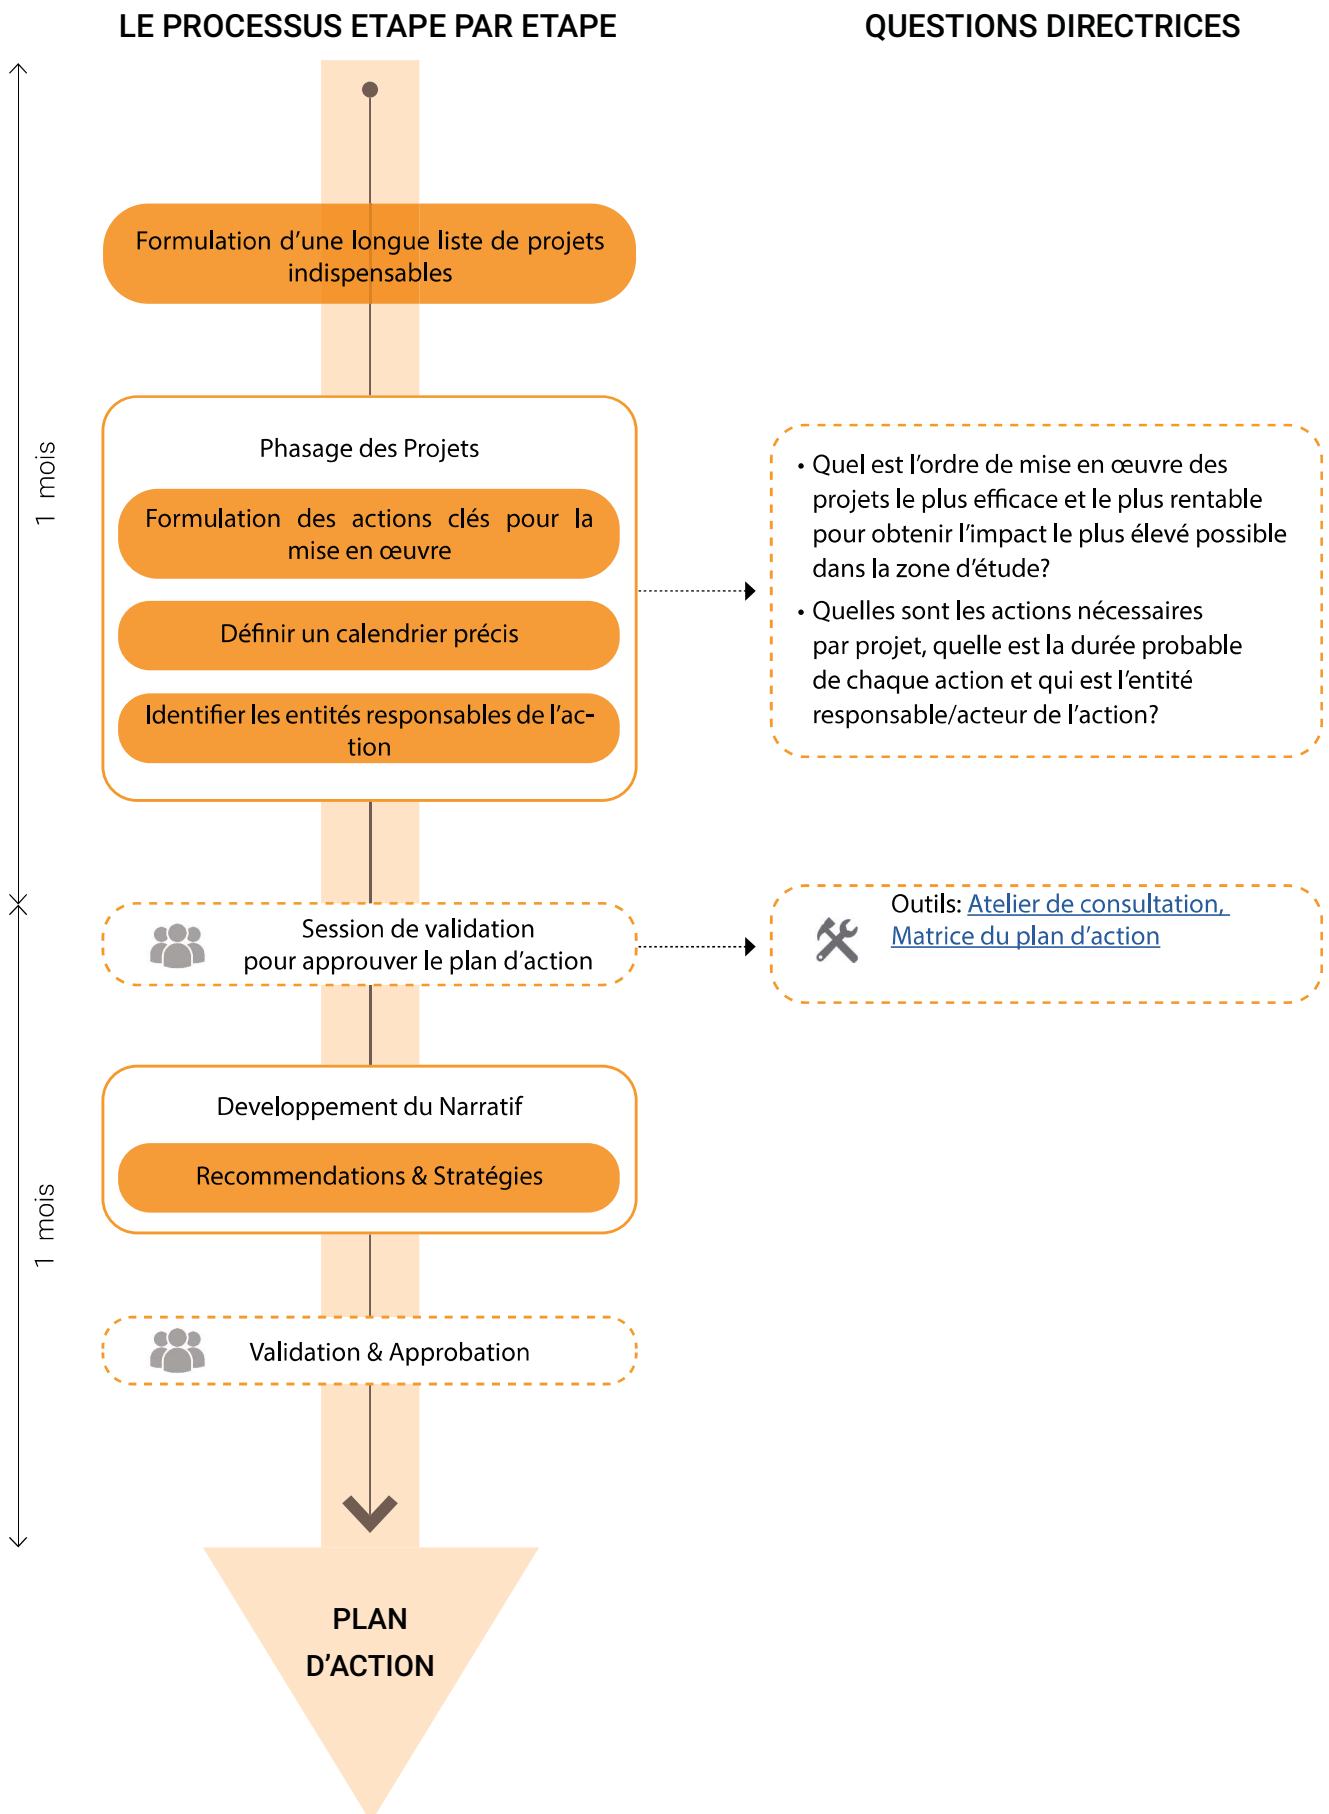 LE PROCESSUS ETAPE PAR ETAPE
QUESTIONS DIRECTRICES
1 mois
Formulation d’une longue liste de projets
indispensables
Phasage des Projets
Formulation des actions clés pour la
mise en œuvre
Définir un calendrier précis
Identifier les entités responsables de l’ac-
tion
• Quel est l’ordre de mise en œuvre des
projets le plus efficace et le plus rentable
pour obtenir l’impact le plus élevé possible
dans la zone d’étude?
• Quelles sont les actions nécessaires
par projet, quelle est la durée probable
de chaque action et qui est l’entité
responsable/acteur de l’action?
Session de validation
pour approuver le plan d’action
Outils: Atelier de consultation,
Matrice du plan d’action
1 mois
Developpement du Narratif
Recommendations & Stratégies
Validation & Approbation
PLAN
D’ACTION